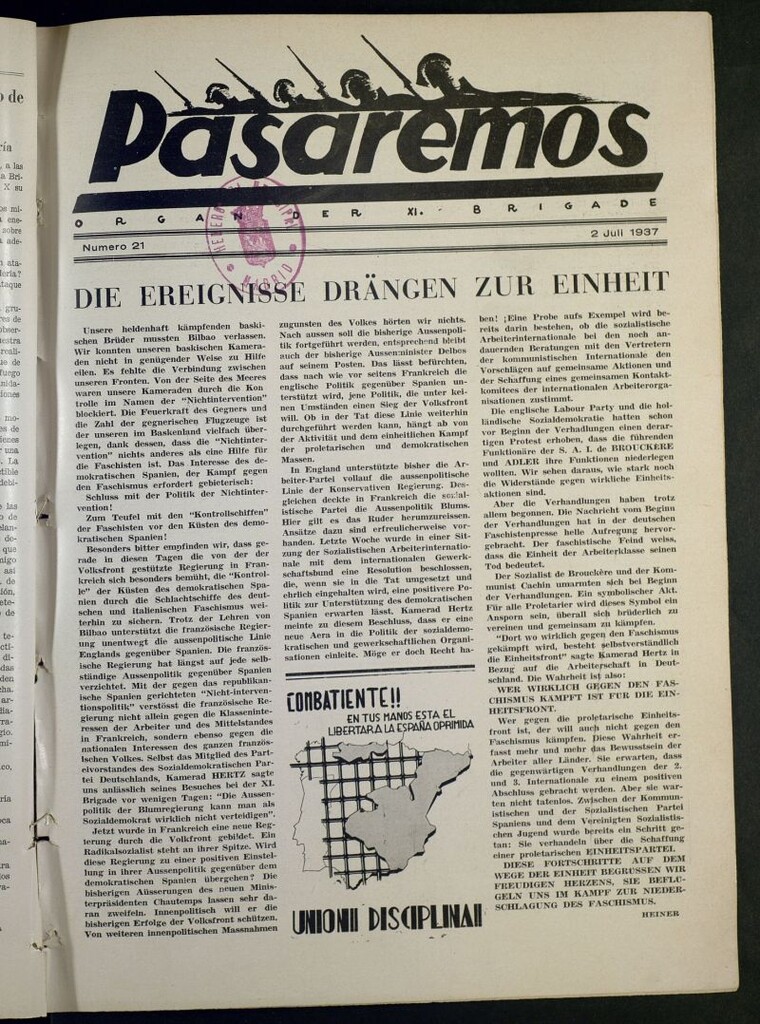 Pasaremos
ORGAN DER XI. BRIGADE
Numero 21
2 Juli 1937
MADRID
DIE EREIGNISSE DRÄNGEN ZUR EINHEIT
Unsere heldenhaft kämpfenden baski-
schen Brüder mussten Bilbao verlassen.
Wir konnten unseren baskischen Kamera-
den nicht in genügender Weise zu Hilfe
eilen. Es fehlte die Verbindung zwischen
unseren Fronten. Von der Seite des Meeres
waren unsere Kameraden durch die Kon-
trolle im Namen der "Nichtintervention"
blockiert. Die Feuerkraft des Gegners und
die Zahl der gegnerischen Flugzeuge ist
der unseren im Baskenland vielfach über-
legen, dank dessen, dass die "Nichtinter-
vention" nichts anderes als eine Hilfe für
die Faschisten ist. Das Interesse des de-
mokratischen Spanien, der Kampf gegen
den Faschismus erfordert gebieterisch:
Schluss mit der Politik der Nichtinter-
vention!
Zum Teufel mit den "Kontrollschiffen"
der Faschisten vor den Küsten des demo-
kratischen Spanien!
Besonders bitter empfinden wir, dass ge-
rade in diesen Tagen die von der der
Volksfront gestützte Regierung in Frank-
reich sich besonders bemüht, die "Kontrol-
le" der Küsten des demokratischen Spa-
nien durch die Schlachtschiffe des deut-
schen und italienischen Faschismus wei-
terhin zu sichern. Trotz der Lehren von
Bilbao unterstützt die französische Regie-
rung unentwegt die aussenpolitische Linie
Englands gegenüber Spanien. Die französ-
ische Regierung hat längst auf jede selb-
ständige Aussenpolitik gegenüber Spanien
verzichtet. Mit der gegen das republikan-
ische Spanien gerichteten "Nicht-interven-
tionspolitik" verstösst die französische Re-
gierung nicht allein gegen die Klasseninte-
ressen der Arbeiter und des Mittelstandes
in Frankreich, sondern ebenso gegen die
nationalen Interessen des ganzen französ-
ischen Volkes. Selbst das Mitglied des Part-
eivorstandes des Sozialdemokratischen Par-
tei Deutschlands, Kamerad HERTZ sagte
uns anlässlich seines Besuches bei der XI.
Brigade vor wenigen Tagen: "Die Aussen-
politik der Blumregierung kann man als
Sozialdemokrat wirklich nicht verteidigen".
Jetzt wurde in Frankreich eine neue Reg-
ierung durch die Volksfront gebildet. Ein
Radikalsozialist steht an ihrer Spitze. Wird
diese Regierung zu einer positiven Einstel-
lung in ihrer Aussenpolitik gegenüber dem
demokratischen Spanien übergehen? Die
bisherigen Äusserungen des neuen Minis-
terpräsidenten Chautemps lassen sehr da-
ran zweifeln. Innenpolitisch will er die
bisherigen Erfolge der Volksfront schützen.
Von weiteren innenpolitischen Massnahmen
zugunsten des Volkes hörten wir nichts.
Nach aussen soll die bisherige Aussenpoli-
tik fortgeführt werden, entsprechend bleibt
auch der bisherige Aussenminister Delbos
auf seinem Posten. Das lässt befürchten,
dass nach wie vor seitens Frankreich die
englische Politik gegenüber Spanien un-
terstützt wird, jene Politik, die unter kei-
nen Umständen einen Sieg der Volksfront
will. Ob in der Tat diese Linie weiterhin
durchgeführt werden kann, hängt ab von
der Aktivität und dem einheitlichen Kampf
der proletarischen und demokratischen
Massen.
In England unterstützte bisher die Ar-
beiter-Partei vollauf die aussenpolitische
Linie der Konservativen Regierung. Des-
gleichen deckte in Frankreich die sozial-
istische Partei die Aussenpolitik Blums.
Hier gilt es das Ruder herumzureissen.
Ansätze dazu sind erfreulicherweise vor-
handen. Letzte Woche wurde in einer Sit-
zung der Sozialistischen Arbeiterinternatio-
nale mit dem internationalen Gewerk-
schaftsbund eine Resolution beschlossen,
die, wenn sie in die Tat umgesetzt und
ehrlich eingehalten wird, eine positivere Po-
litik zur Unterstützung des demokratischen
Spanien erwarten lässt. Kamerad Hertz
meinte zu diesem Beschluss, dass er eine
neue Aera in die Politik der sozialdemo-
kratischen und gewerkschaftlichen Organi-
sationen einleite. Möge er doch Recht ha-
COMBATIENTE!!
EN TUS MANOS ESTA EL
LIBERTAR A LA ESPAÑA OPRIMIDA
UNION!! DISCIPLINA!!
ben! ¡Eine Probe aufs Exempel wird be-
reits darin bestehen, ob die sozialistische
Arbeiterinternationale bei den noch an-
dauernden Beratungen mit den Vertretern
der kommunistischen Internationale den
Vorschlägen auf gemeinsame Aktionen und
der Schaffung eines gemeinsamen Kontakt-
komitees der internationalen Arbeiterorga-
nisationen zustimmt.
Die englische Labour Party und die ho-
ländische Sozialdemokratie hatten schon
vor Beginn der Verhadlungen einen derar-
tigen Protest erhoben, dass die führenden
Funktionäre der S. A. I. de BROUCKERE
und ADLER ihre Funktionen niederlegen
wollten. Wir sehen daraus, wie stark noch
die Widerstände gegen wirkliche Einheits-
aktionen sind.
Aber die Verhandlungen haben trotz
allem begonnen. Die Nachricht vom Beginn
der Verhandlungen hat in der deutschen
Faschistenpresse helle Aufregung hervor-
gebracht. Der faschistische Feind weiss,
dass die Einheit der Arbeiterklasse seinen
Tod bedeutet.
Der Sozialist de Brouckère und der Kom-
munist Cachin umarmten sich bei Beginn
der Verhandlungen. Ein symbolischer Akt.
Für alle Proletarier wird dieses Symbol ein
Ansporn sein, überall sich brüderlich zu
vereinen und gemeinsam zu kämpfen.
"Dort wo wirklich gegen den Faschismus
gekämpft wird, besteht selbstverständlich
die Einheitsfront" sagte Kamerad Hertz in
Bezug auf die Arbeiterschaft in Deut-
schland. Die Wahrheit ist also:
WER WIRKLICH GEGEN DEN FAS-
CHISMUS KAMPFT IST FUR DIE EIN-
HEITSFRONT.
Wer gegen die proletarische Einheits-
front ist, der will auch nicht gegen den
Faschismus kämpfen. Diese Wahrheit er-
fasst mehr und mehr das Bewusstsein der
Arbeiter aller Länder. Sie erwarten, dass
die gegenwärtigen Verhandlungen der 2.
und 3. Internationale zu einem positiven
Abschluss gebracht werden. Aber sie war-
ten nicht tatenlos. Zwischen der Kommun-
istischen und der Sozialistischen Partei
Spaniens und dem Vereinigten Sozialistis-
chen Jugend wurde bereits ein Schritt ge-
tan: Sie verhandeln über die Schaffung
einer proletarischen EINHEITSPARTEI.
DIESE FORTSCHRITTE AUF DEM
WEGE DER EINHEIT BEGRUSSEN WIR
FREUDIGEN HERZENS, SIE BEFLU-
GELN UNS IM KAMPF ZUR NIEDER-
SCHLAGUNG DES FASCHISMUS.
HEINER